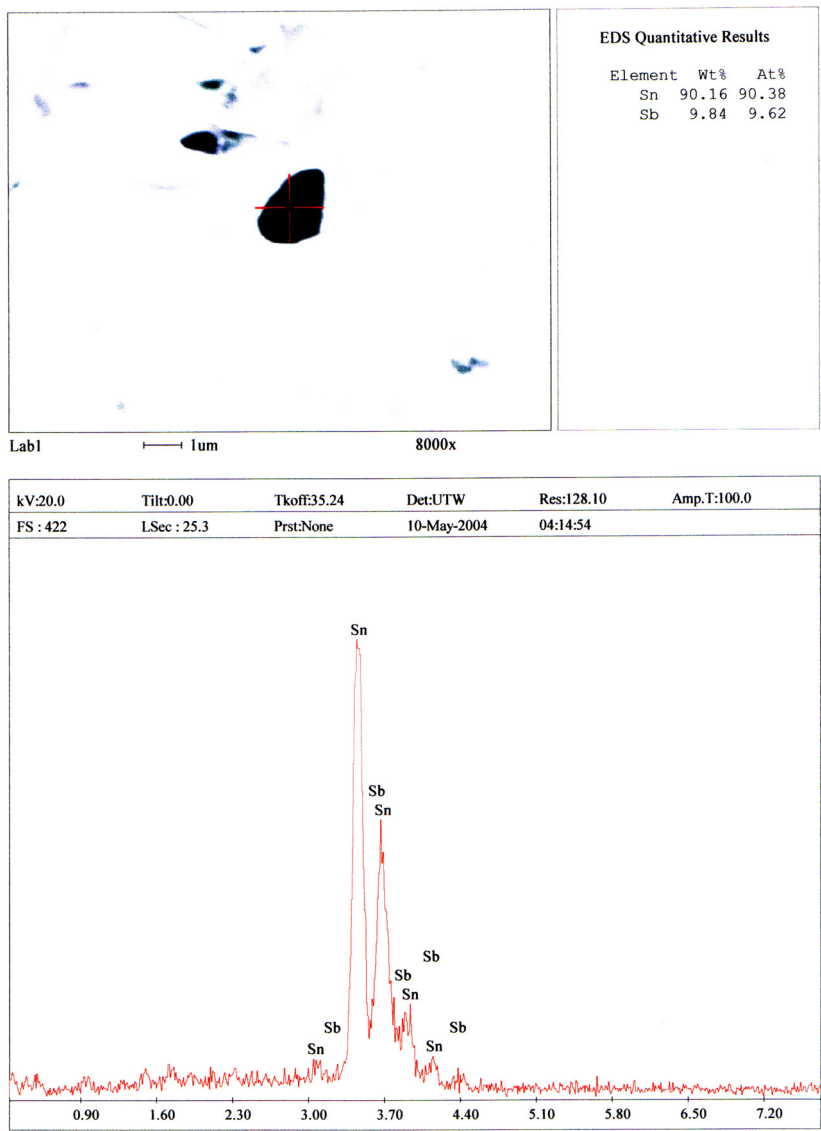 EDS Quantitative Results
Element Wt% At%
Sn 90.16 90.38
Sb 9.84 9.62
Lab1 1um 8000x
kV:20.0 Tilt:0.00 Tkoff:35.24 Det:UTW Res:128.10 Amp.T:100.0
FS : 422 LSec : 25.3 Prst:None 10-May-2004 04:14:54
Sn
Sb
Sn
Sb
Sb
Sn
Sb
Sb
Sn
Sn
0.90 1.60 2.30 3.00 3.70 4.40 5.10 5.80 6.50 7.20